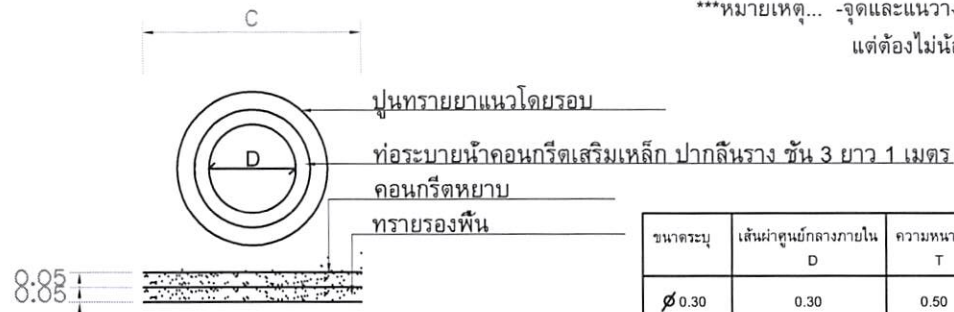 C
***หมายเหตุ... -จุดและแนววาง
แต่ต้องไม่น้อ
ปูนทรายยาแนวโดยรอบ
D
ท่อระบายน้ำคอนกรีตเสริมเหล็ก ปากลิ้นราง ชั้น 3 ยาว 1 เมตร
คอนกรีตหยาบ
ทรายรองพื้น
0.05
0.05
ขนาดระบุ เส้นผ่าศูนย์กลางภายใน ความหนา
D T
Ø 0.30 0.30 0.50